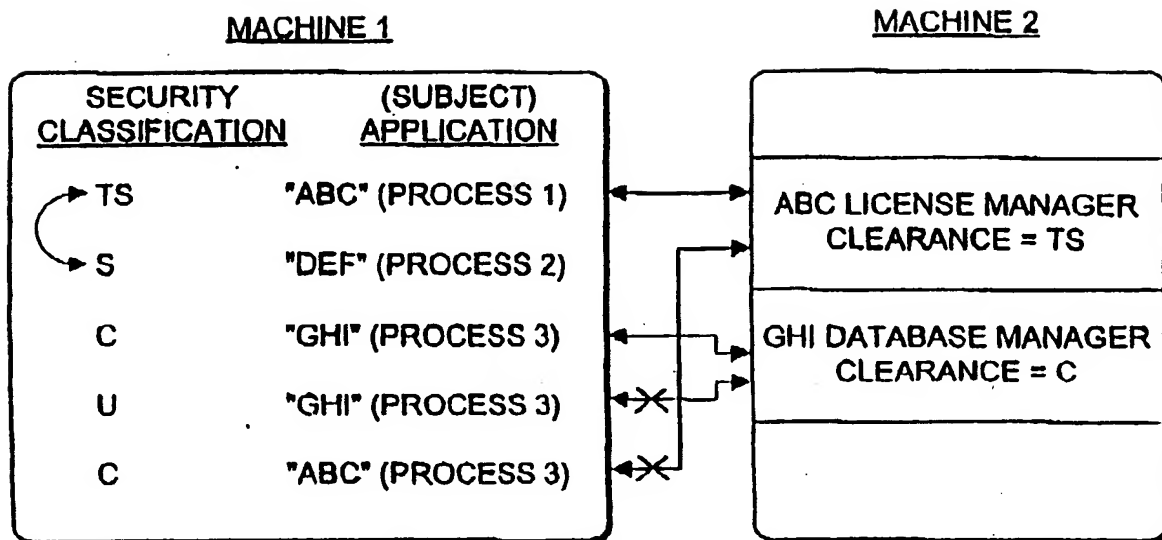 MACHINE 1
MACHINE 2
SECURITY CLASSIFICATION
(SUBJECT) APPLICATION
TS "ABC" (PROCESS 1)
S "DEF" (PROCESS 2)
C "GHI" (PROCESS 3)
U "GHI" (PROCESS 3)
C "ABC" (PROCESS 3)
ABC LICENSE MANAGER
CLEARANCE = TS
GHI DATABASE MANAGER
CLEARANCE = C